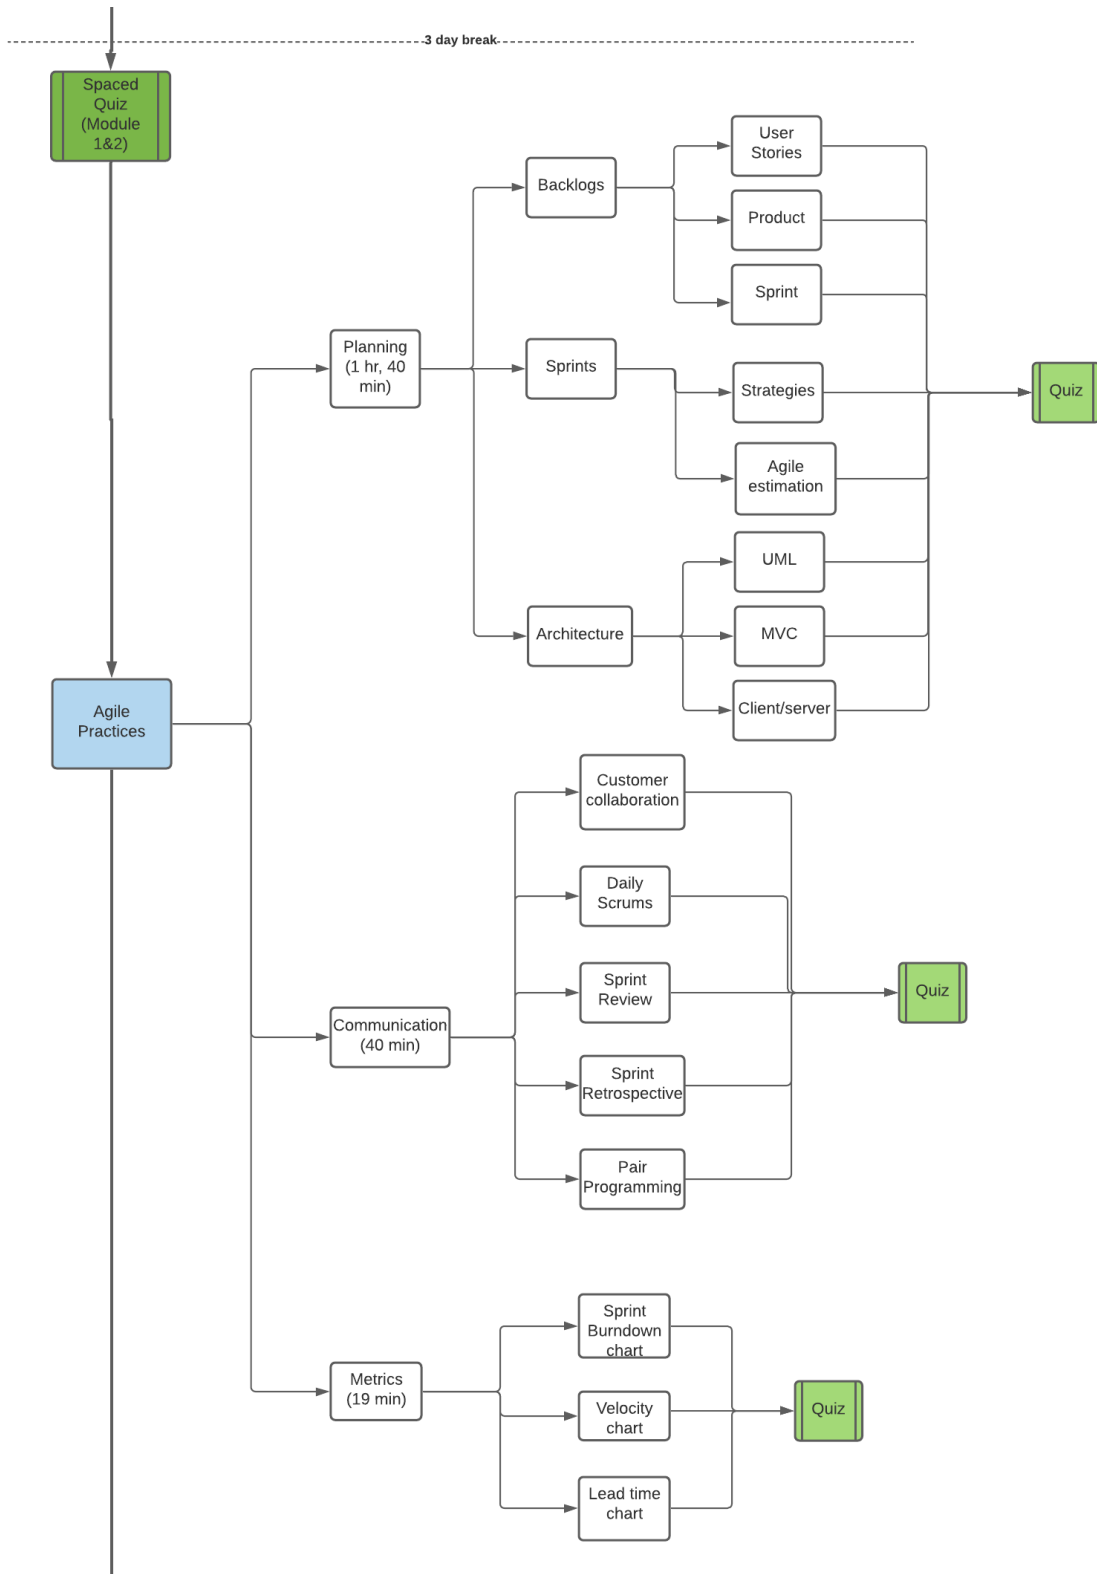 3 day break
Spaced
Quiz
(Module
1&2)
User
Stories
Backlogs
Product
Sprint
Planning
(1 hr, 40
min)
Sprints
Strategies
Quiz
Agile
estimation
UML
Architecture
MVC
Client/server
Agile
Practices
Customer
collaboration
Daily
Scrums
Sprint
Review
Quiz
Communication
(40 min)
Sprint
Retrospective
Pair
Programming
Sprint
Burndown
chart
Metrics
(19 min)
Velocity
chart
Quiz
Lead time
chart